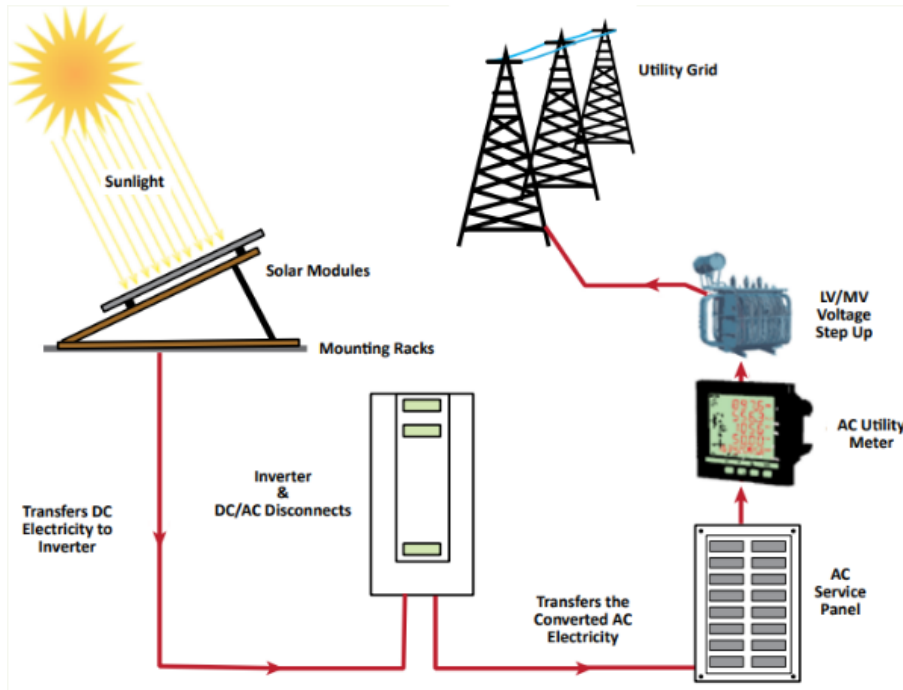 Utility Grid
Sunlight
Solar Modules
Mounting Racks
LV/MV
Voltage
Step Up
AC Utility
Meter
Inverter
&
DC/AC Disconnects
Transfers DC
Electricity to
Inverter
Transfers the
Converted AC
Electricity
AC
Service
Panel